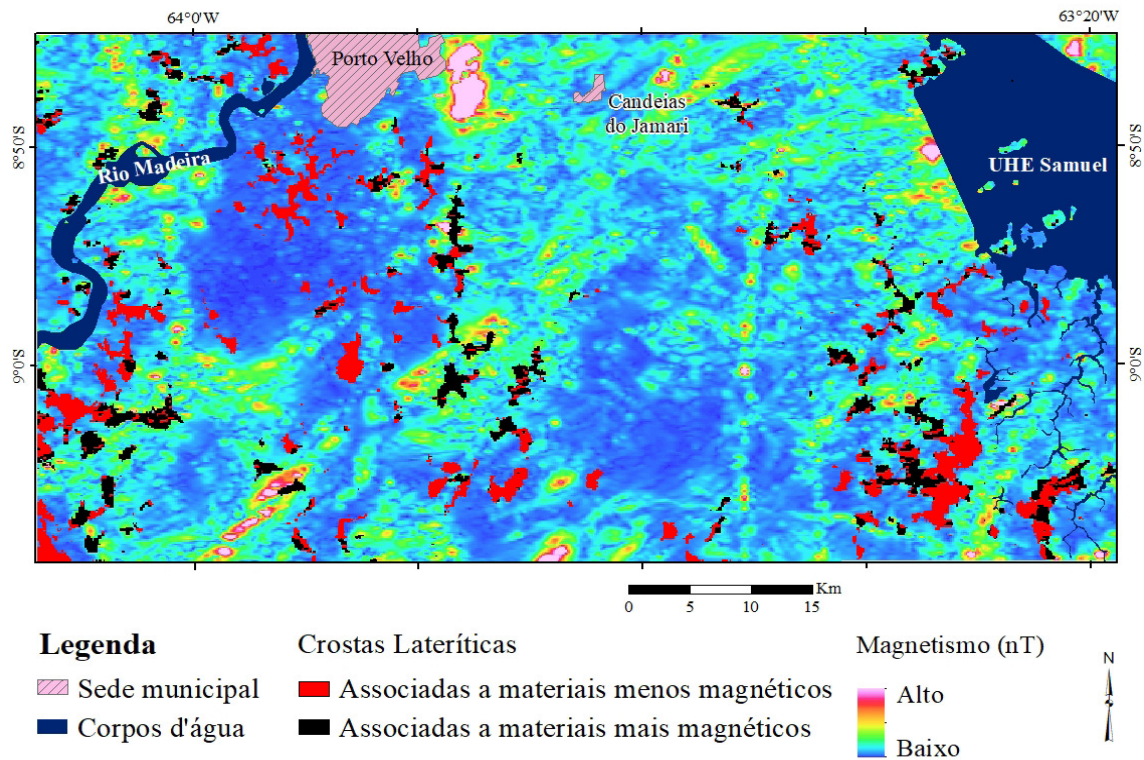 64°0'W
63°20'W
Porto Velho
Candeias
do Jamari
8°50'S
8°50'S
Rio Madeira
UHE Samuel
9°0'S
9°0'S
Km
0 5 10 15
Legenda
Crostas Lateríticas
Magnetismo (nT)
N
Sede municipal
Associadas a materiais menos magnéticos
Alto
Corpos d'água
Associadas a materiais mais magnéticos
Baixo